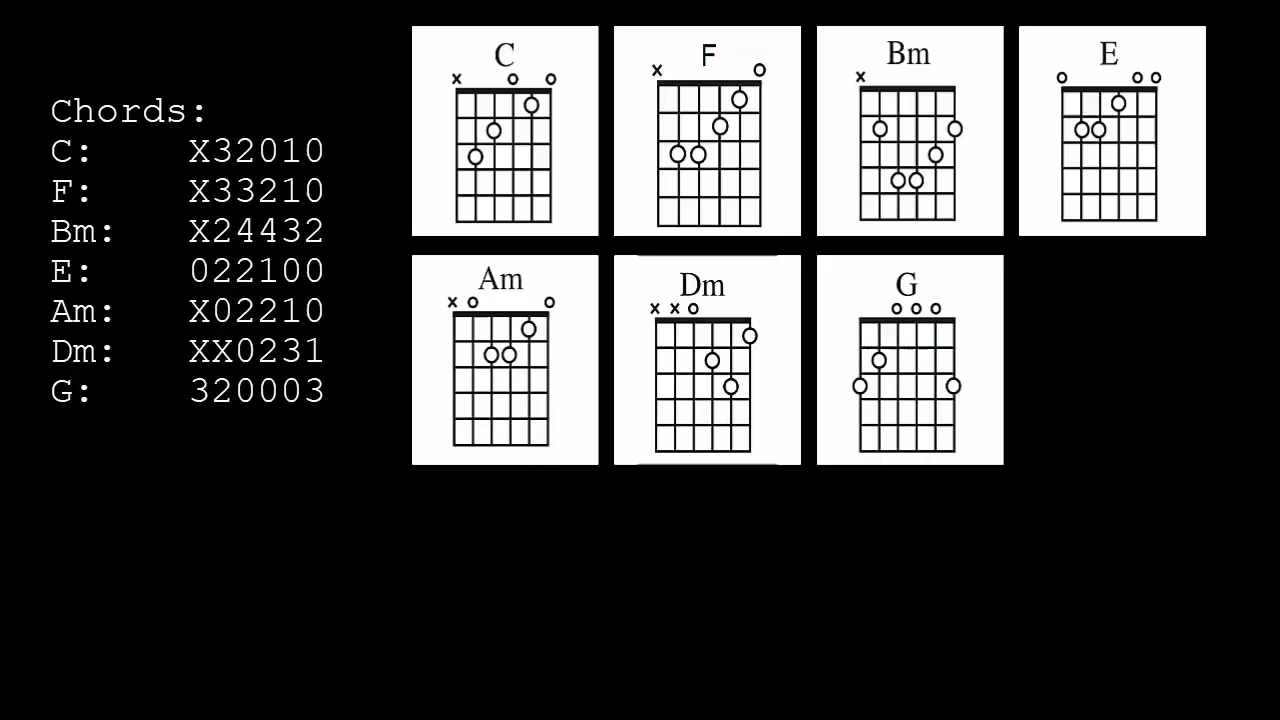 Chords:
C: X32010
F: X33210
Bm: X24432
E: 022100
Am: X02210
Dm: XX0231
G: 320003
C
x o o
F
x o
Bm
x
E
o o o
Am
x o o
Dm
x x o
G
o o o